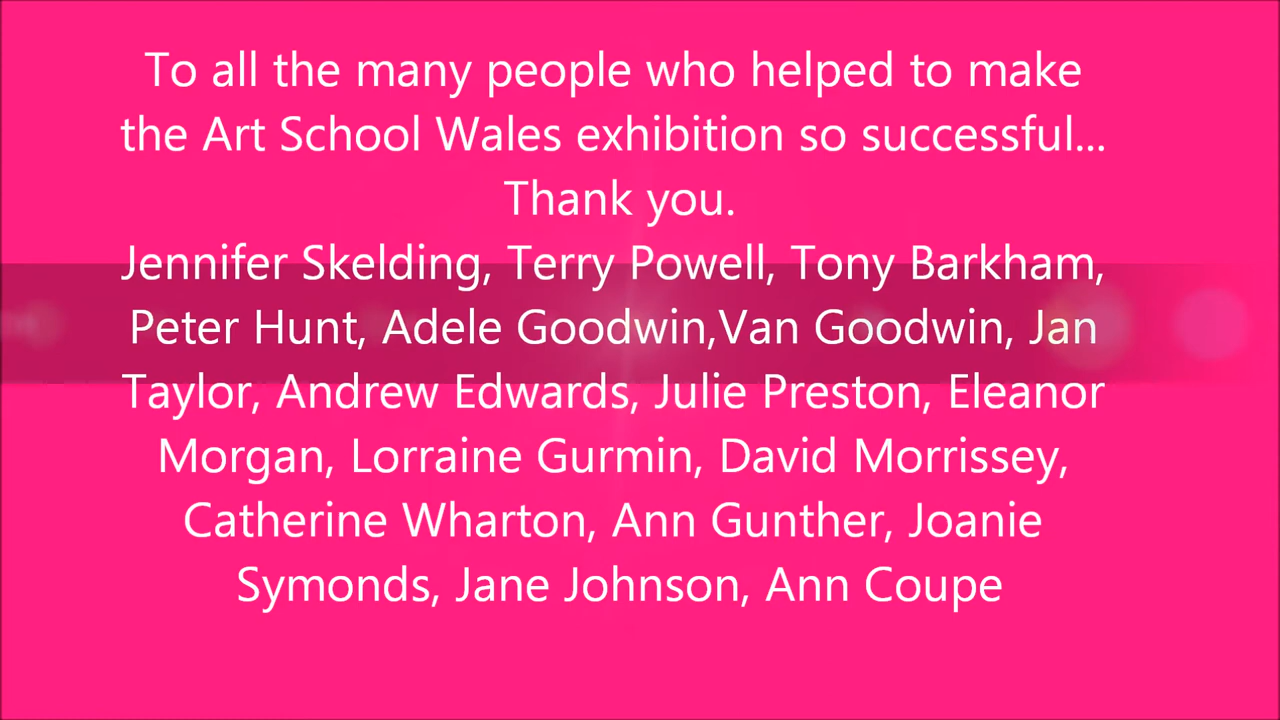 To all the many people who helped to make
the Art School Wales exhibition so successful...
Thank you.
Jennifer Skelding, Terry Powell, Tony Barkham,
Peter Hunt, Adele Goodwin,Van Goodwin, Jan
Taylor, Andrew Edwards, Julie Preston, Eleanor
Morgan, Lorraine Gurmin, David Morrissey,
Catherine Wharton, Ann Gunther, Joanie
Symonds, Jane Johnson, Ann Coupe